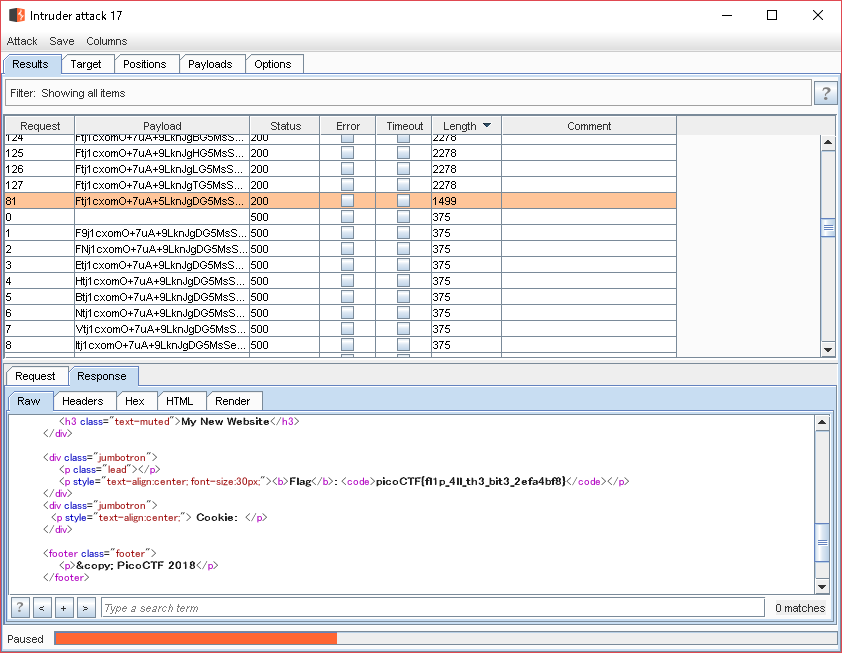 Intruder attack 17
Attack Save Columns
Results Target Positions Payloads Options
Filter: Showing all items ?
Request Payload Status Error Timeout Length Comment
124 Ftj1cxomO+7uA+9LknJgBG5MsS... 200 2278
125 Ftj1cxomO+7uA+9LknJgHG5MsS... 200 2278
126 Ftj1cxomO+7uA+9LknJgLG5MsS... 200 2278
127 Ftj1cxomO+7uA+9LknJgTG5MsS... 200 2278
81 Ftj1cxomO+7uA+5LknJgDG5MsS... 200 1499
0 500 375
1 F9j1cxomO+7uA+9LknJgDG5MsS... 500 375
2 FNj1cxomO+7uA+9LknJgDG5MsS... 500 375
3 Etj1cxomO+7uA+9LknJgDG5MsS... 500 375
4 Htj1cxomO+7uA+9LknJgDG5MsS... 500 375
5 Btj1cxomO+7uA+9LknJgDG5MsS... 500 375
6 Ntj1cxomO+7uA+9LknJgDG5MsS... 500 375
7 Vtj1cxomO+7uA+9LknJgDG5MsS... 500 375
8 ltj1cxomO+7uA+9LknJgDG5MsSe... 500 375
Request Response
Raw Headers Hex HTML Render
<h3 class="text-muted">My New Website</h3>
</div>
<div class="jumbotron">
<p class="lead"></p>
<p style="text-align:center; font-size:30px;"><b>Flag</b>: <code>picoCTF{fl1p_4ll_th3_bit3_2efa4bf8}</code></p>
</div>
<div class="jumbotron">
<p style="text-align:center;"> Cookie: </p>
</div>
<footer class="footer">
<p>&copy; PicoCTF 2018</p>
</footer>
? < + > Type a search term 0 matches
Paused